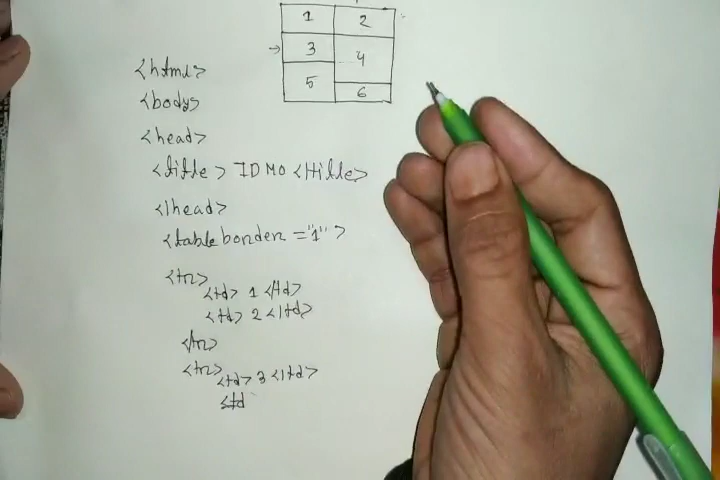 1 2
3 4
5 6
<html>
<body>
<head>
<title> IDMO </title>
</head>
<table border="1">
<tr>
<td> 1 </td>
<td> 2 </td>
</tr>
<tr>
<td> 3 </td>
<td